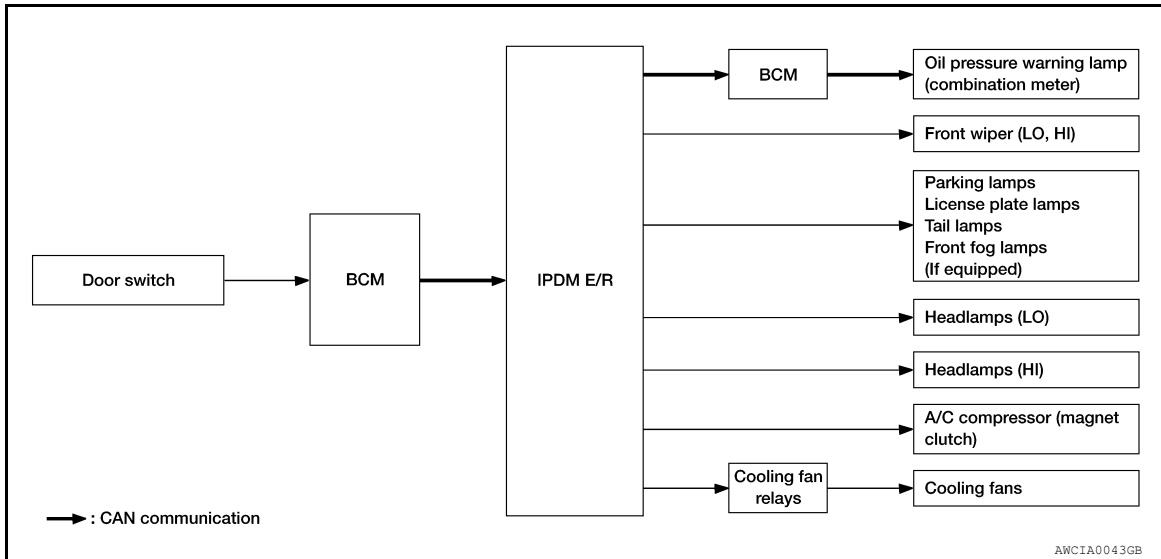 Door switch
BCM
IPDM E/R
BCM
Oil pressure warning lamp
(combination meter)
Front wiper (LO, HI)
Parking lamps
License plate lamps
Tail lamps
Front fog lamps
(If equipped)
Headlamps (LO)
Headlamps (HI)
A/C compressor (magnet
clutch)
Cooling fan
relays
Cooling fans
: CAN communication
AWCIA0043GB